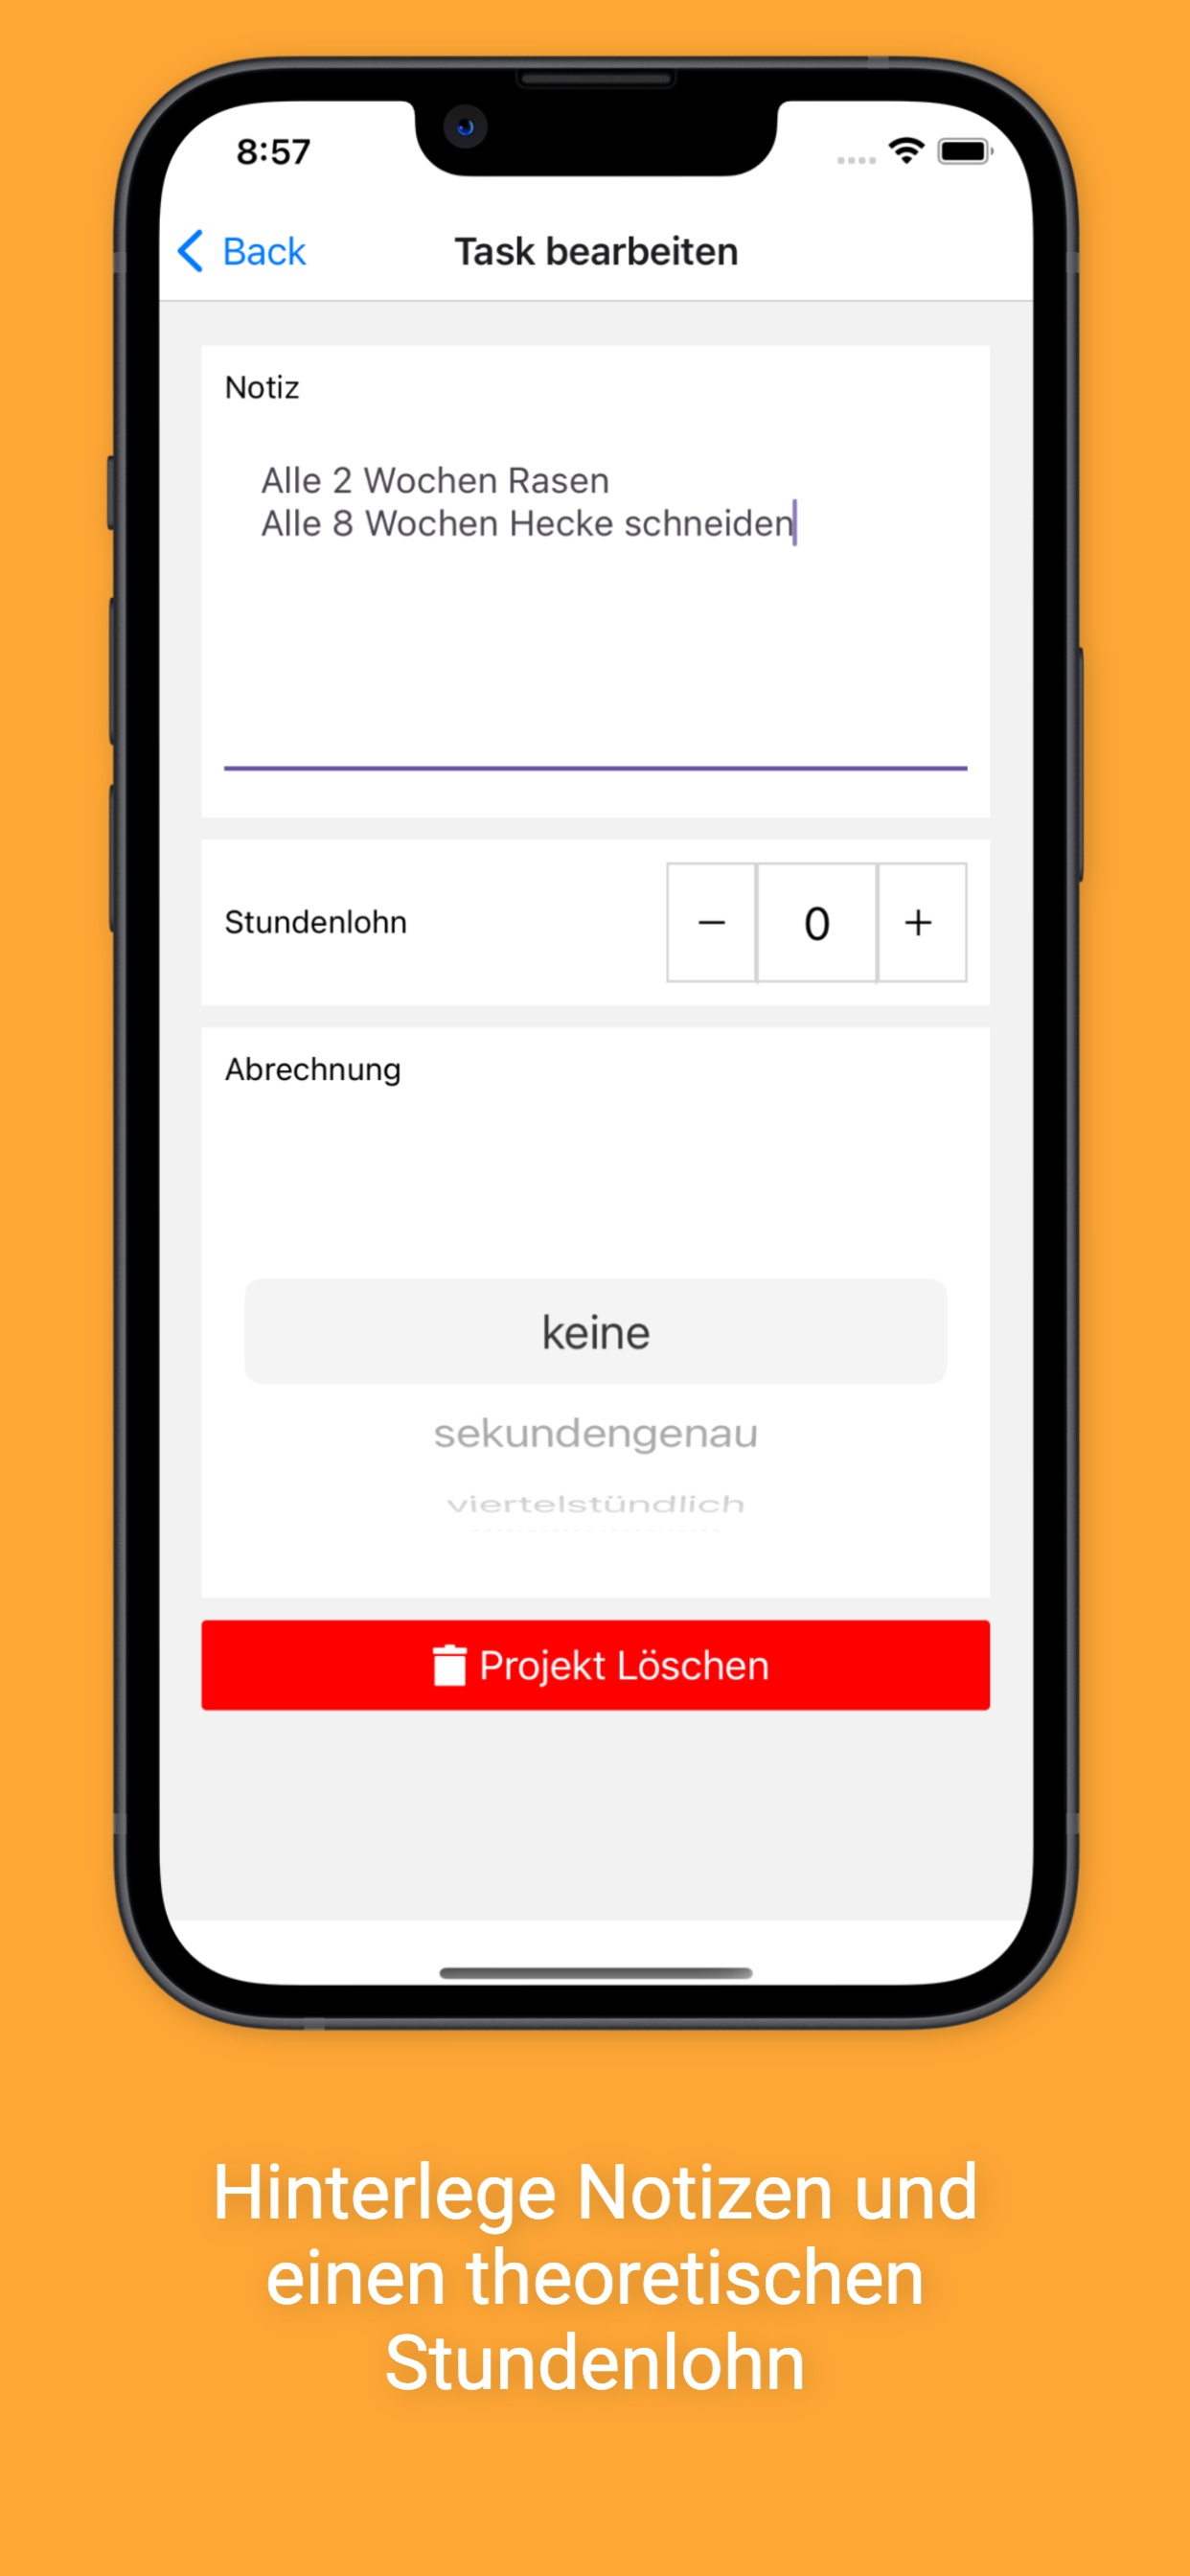 8:57
Back
Task bearbeiten
Notiz
Alle 2 Wochen Rasen
Alle 8 Wochen Hecke schneiden
Stundenlohn
− 0 +
Abrechnung
keine
sekundengenau
viertelstündlich
Projekt Löschen
Hinterlege Notizen und
einen theoretischen
Stundenlohn